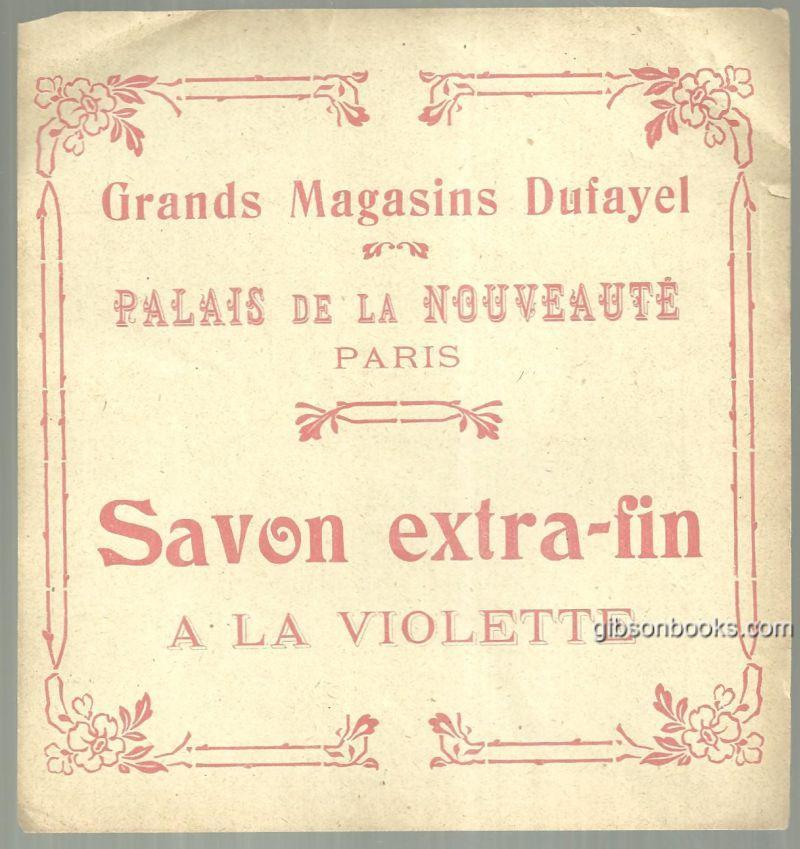 Grands Magasins Dufayel
PALAIS DE LA NOUVEAUTÉ
PARIS
Savon extra-fin
A LA VIOLETTE
gibsonbooks.com